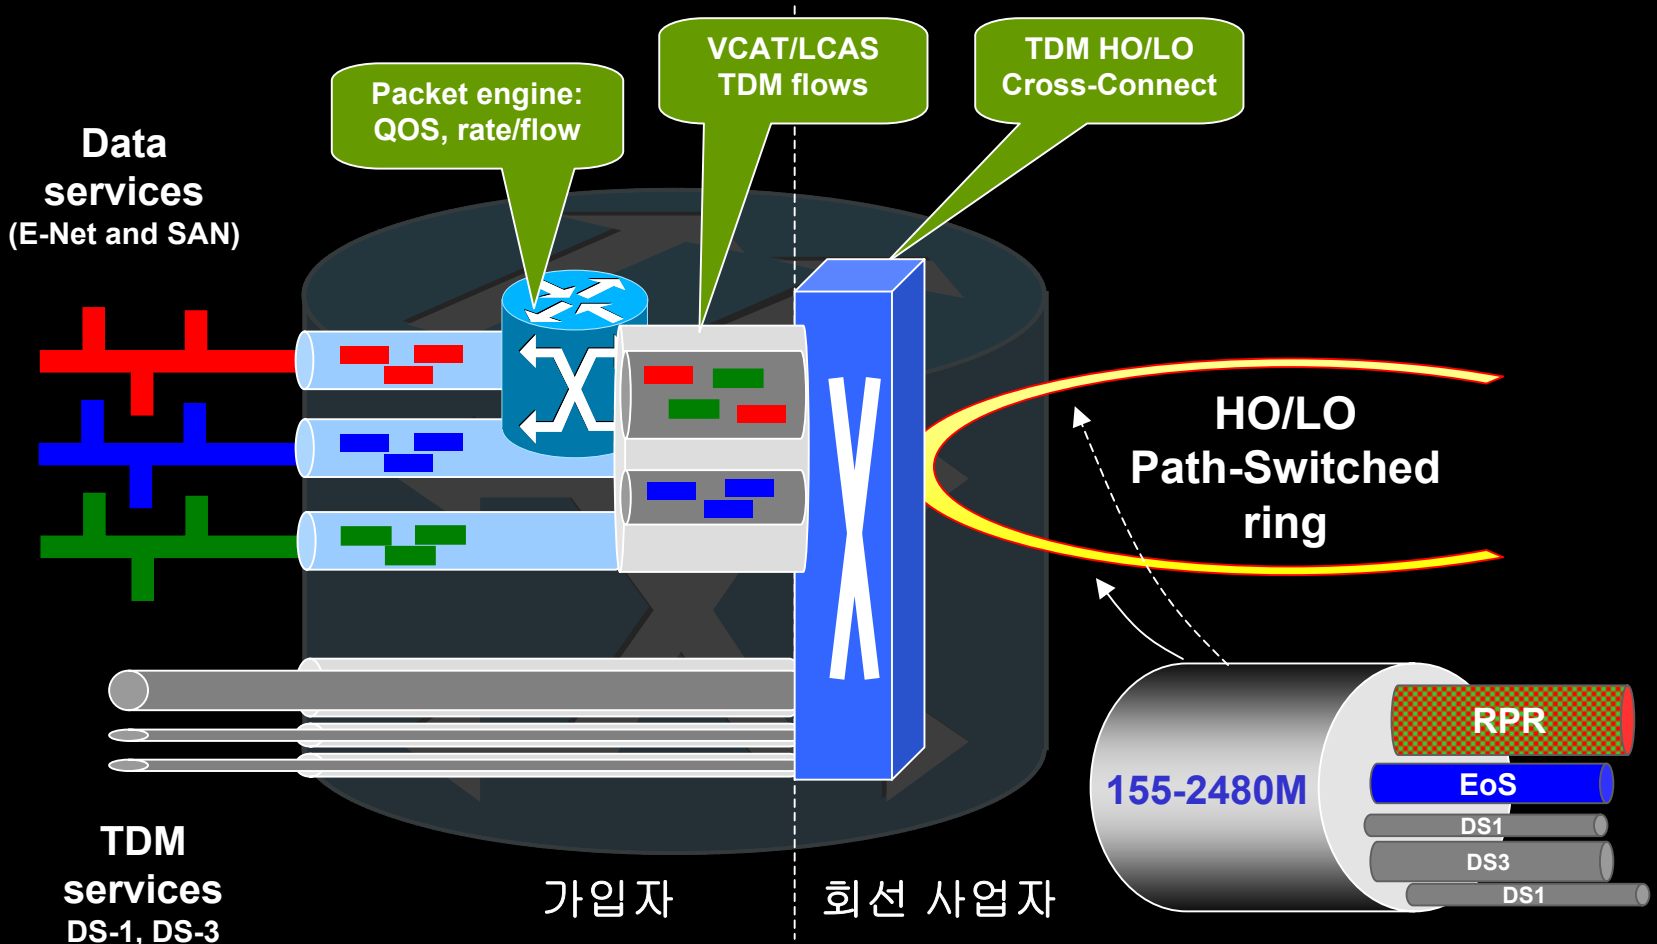 VCAT/LCAS
TDM flows
TDM HO/LO
Cross-Connect
Packet engine:
QOS, rate/flow
Data
services
(E-Net and SAN)
HO/LO
Path-Switched
ring
RPR
155-2480M
EoS
DS1
DS3
DS1
TDM
services
DS-1, DS-3
가입자
회선 사업자